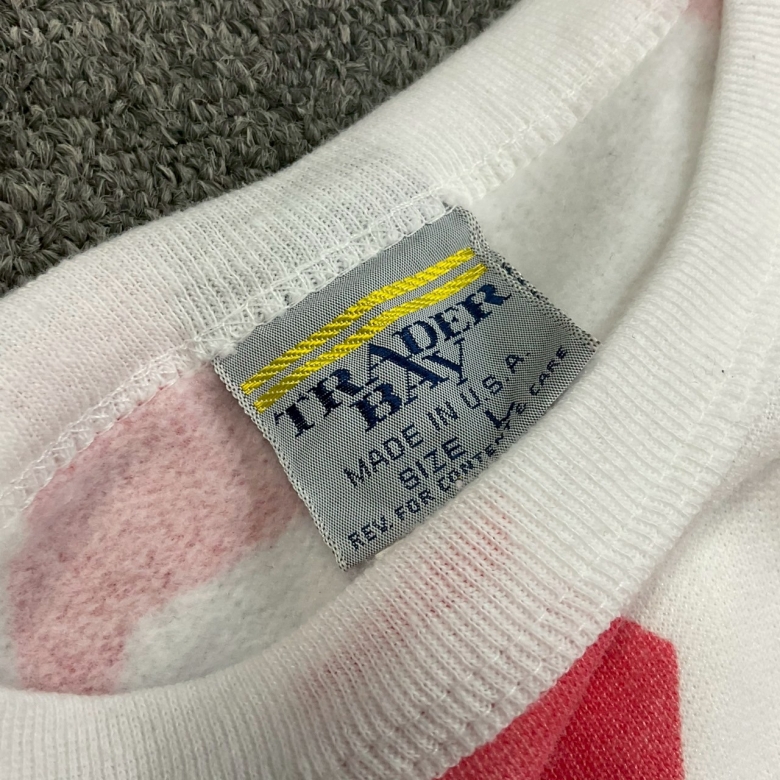 TRADER
BAY
MADE IN U.S.A.
SIZE L
REV. FOR CONTENT & CARE